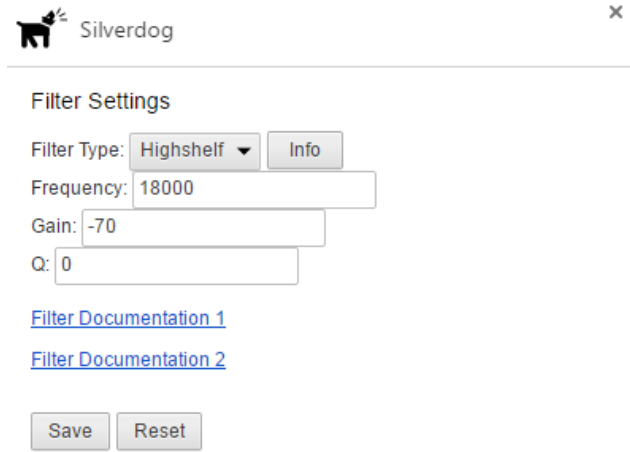 Silverdog
×
Filter Settings
Filter Type: Highshelf Info
Frequency: 18000
Gain: -70
Q: 0
Filter Documentation 1
Filter Documentation 2
Save Reset